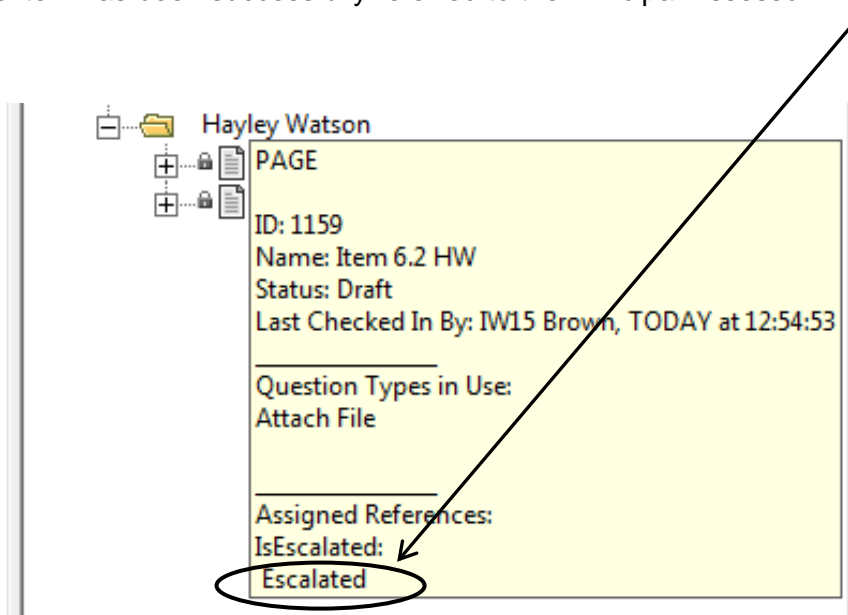 Hayley Watson
PAGE
ID: 1159
Name: Item 6.2 HW
Status: Draft
Last Checked In By: IW15 Brown, TODAY at 12:54:53
Question Types in Use:
Attach File
Assigned References:
IsEscalated:
Escalated